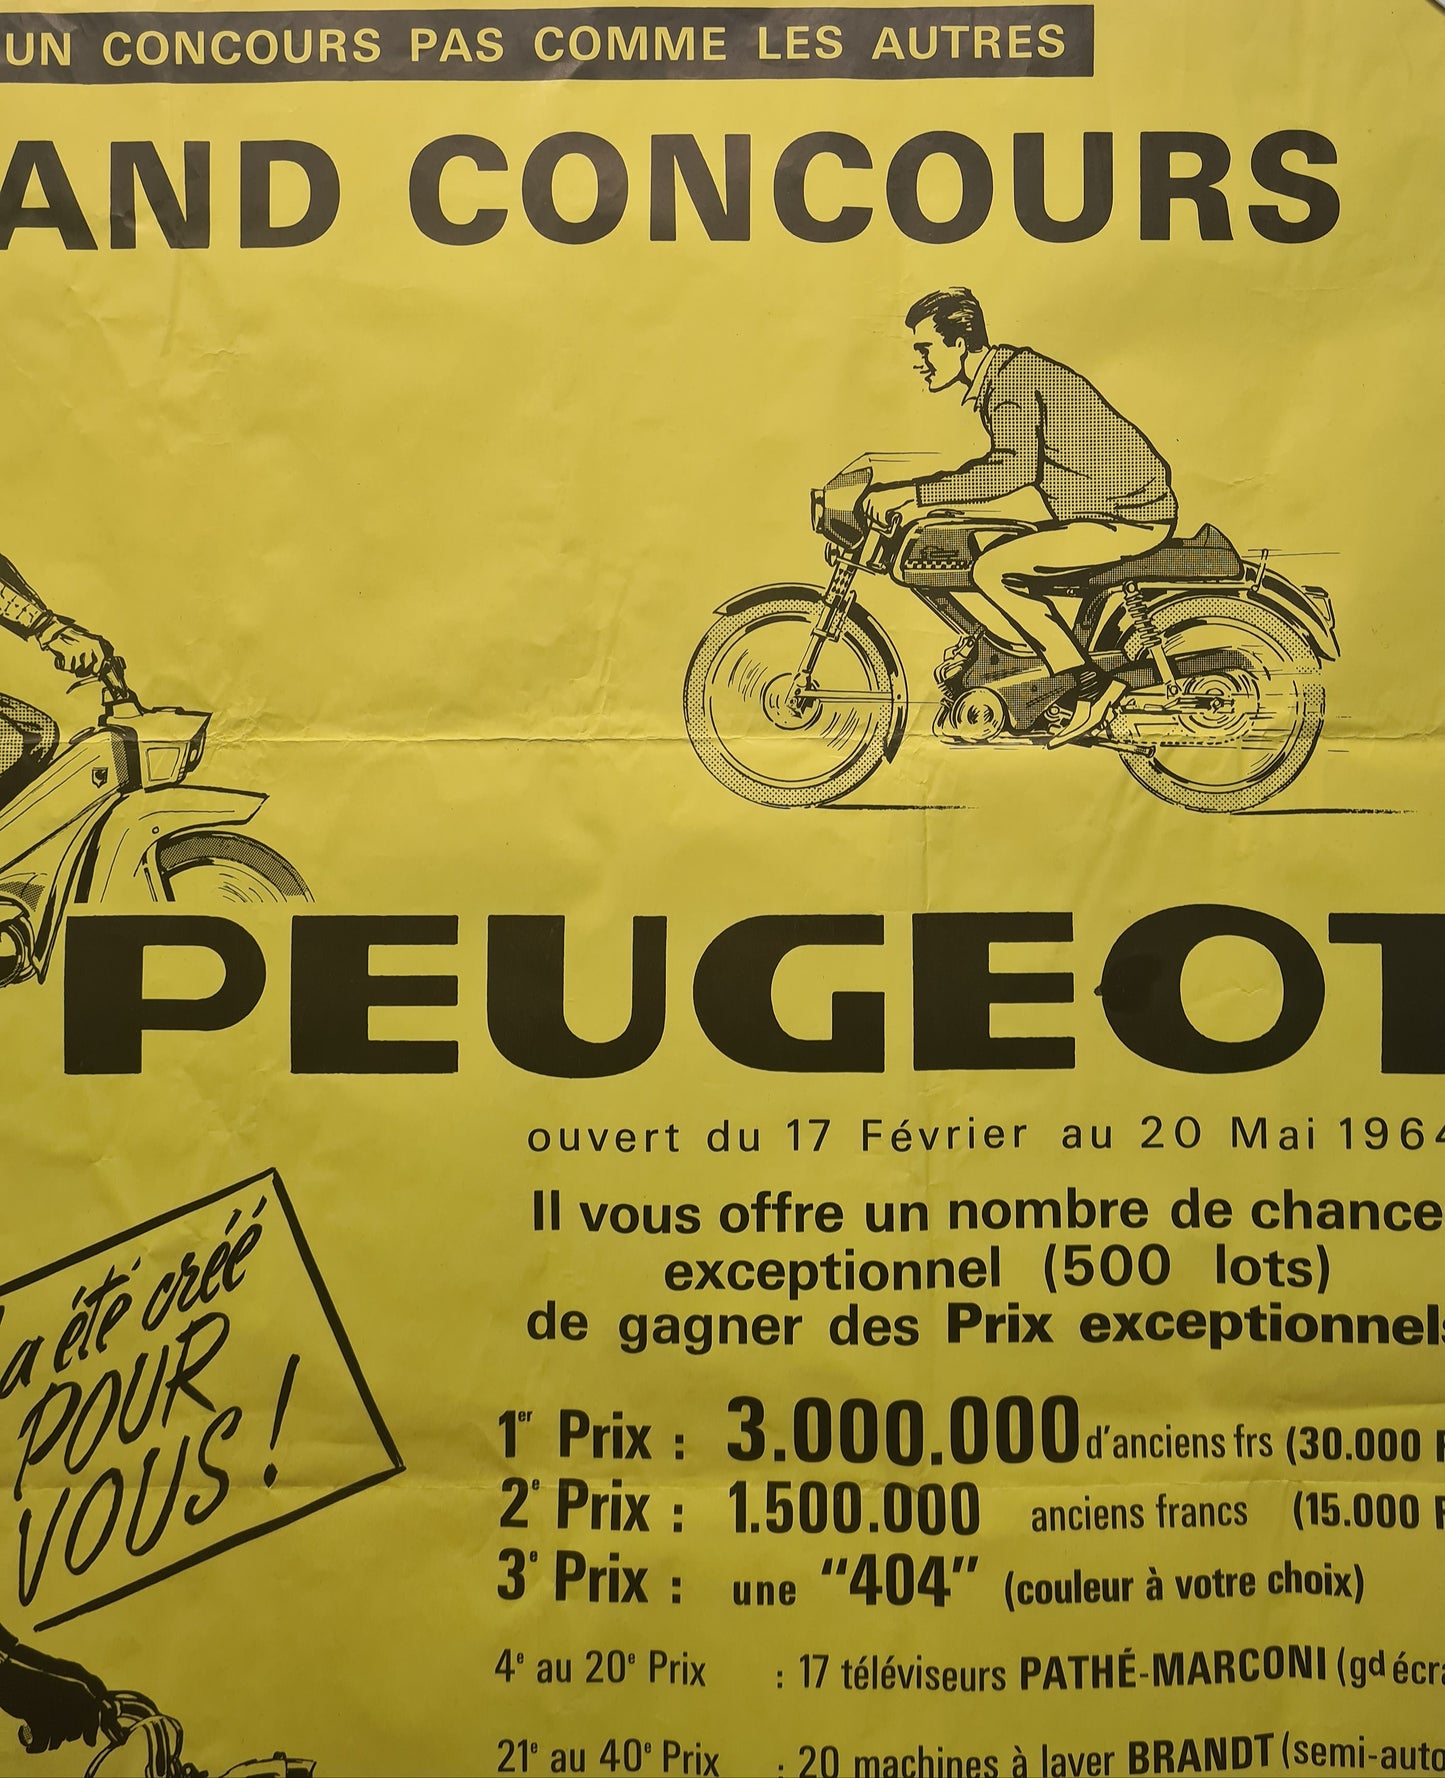 UN CONCOURS PAS COMME LES AUTRES
AND CONCOURS
PEUGEOT
ouvert du 17 Février au 20 Mai 1964
Il vous offre un nombre de chance
exceptionnel (500 lots)
de gagner des Prix exceptionnels
a été créé
POUR
VOUS !
1er Prix : 3.000.000 d'anciens frs (30.000 F
2e Prix : 1.500.000 anciens francs (15.000 F
3e Prix : une "404" (couleur à votre choix)
4e au 20e Prix : 17 téléviseurs PATHÉ-MARCONI (gd écra
21e au 40e Prix : 20 machines à laver BRANDT (semi-auto